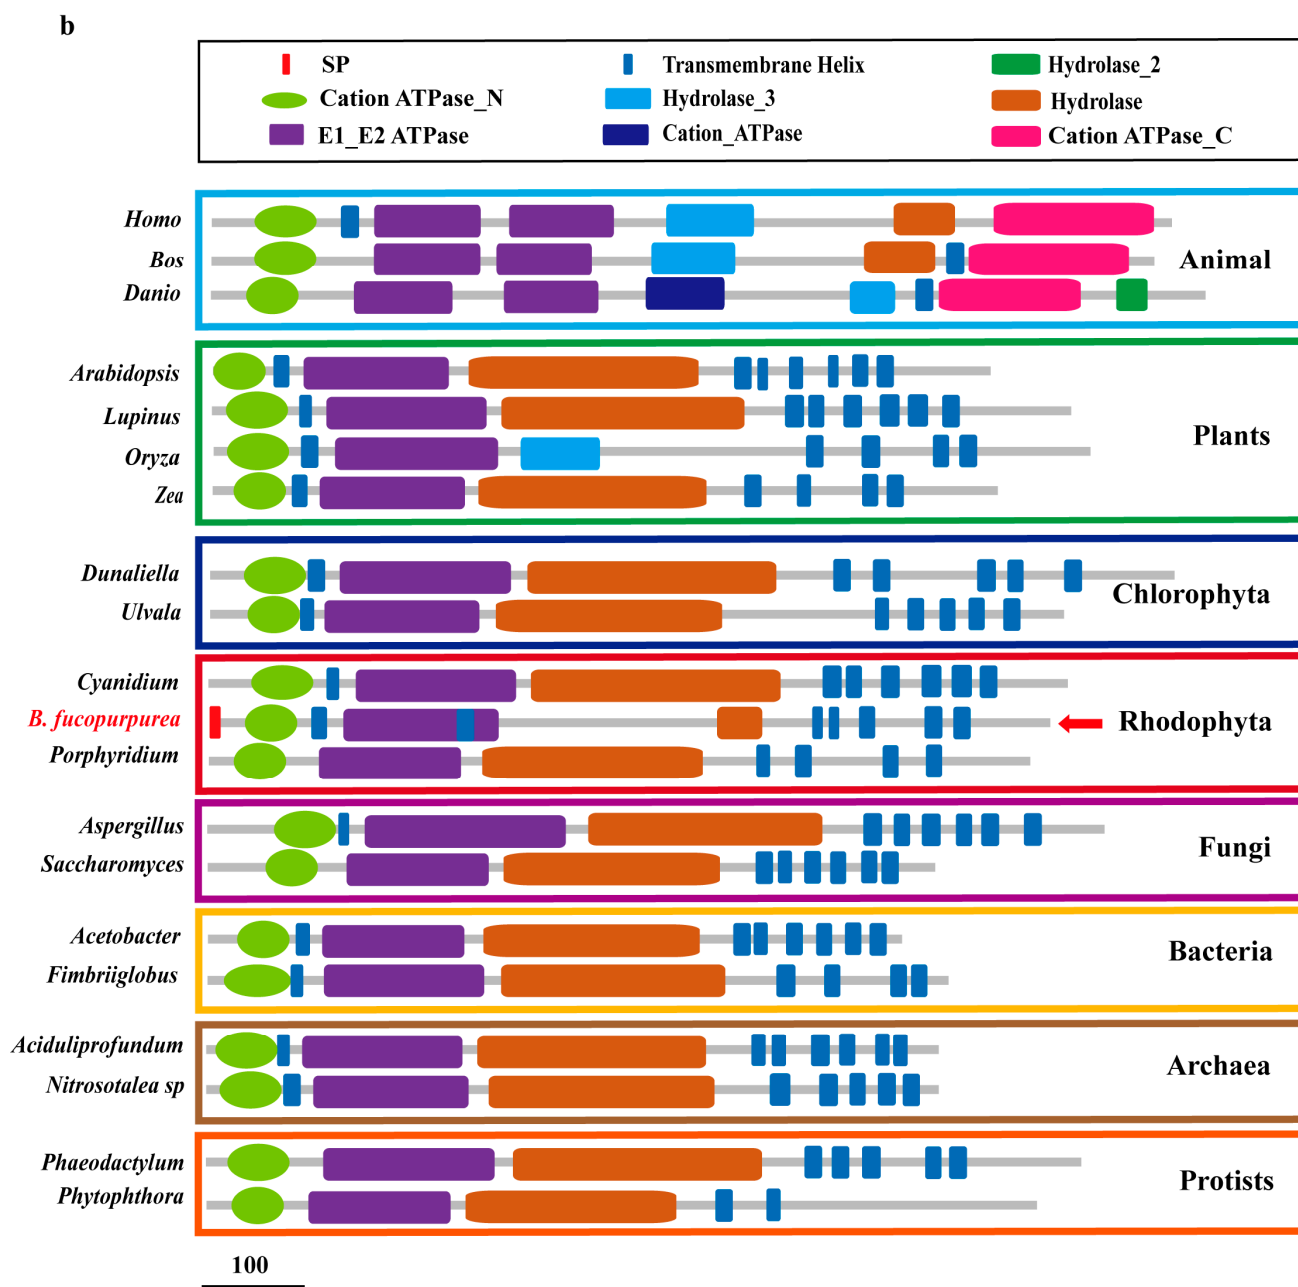 b
SP Transmembrane Helix Hydrolase_2
Cation ATPase_N Hydrolase_3 Hydrolase
E1_E2 ATPase Cation_ATPase Cation ATPase_C
Homo
Bos Animal
Danio
Arabidopsis
Lupinus Plants
Oryza
Zea
Dunaliella
Ulvala Chlorophyta
Cyanidium
B. fucopurpurea Rhodophyta
Porphyridium
Aspergillus
Saccharomyces Fungi
Acetobacter
Fimbriiglobus Bacteria
Aciduliprofundum
Nitrosotalea sp Archaea
Phaeodactylum
Phytophthora Protists
100